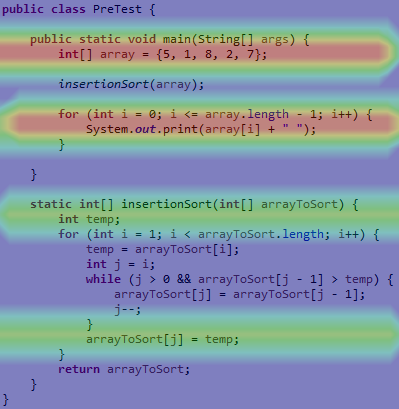 public class PreTest {
public static void main(String[] args) {
int[] array = {5, 1, 8, 2, 7};
insertionSort(array);
for (int i = 0; i <= array.length - 1; i++) {
System.out.print(array[i] + " ");
}
}
static int[] insertionSort(int[] arrayToSort) {
int temp;
for (int i = 1; i < arrayToSort.length; i++) {
temp = arrayToSort[i];
int j = i;
while (j > 0 && arrayToSort[j - 1] > temp) {
arrayToSort[j] = arrayToSort[j - 1];
j--;
}
arrayToSort[j] = temp;
}
return arrayToSort;
}
}